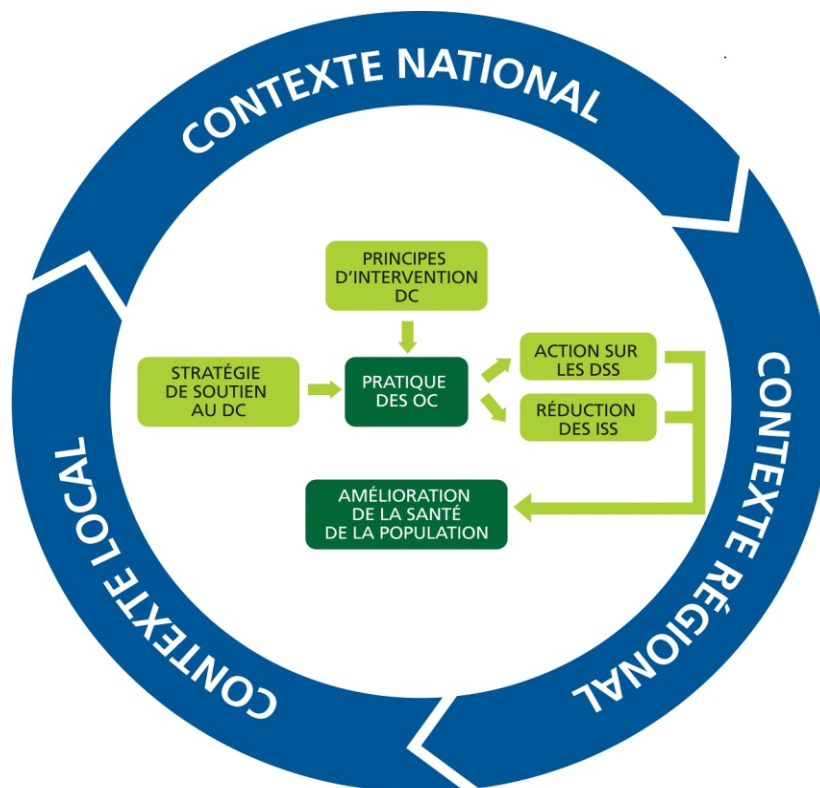 CONTEXTE NATIONAL
PRINCIPES
D'INTERVENTION
DC
STRATÉGIE
DE SOUTIEN
AU DC
PRATIQUE
DES OC
ACTION SUR
LES DSS
RÉDUCTION
DES ISS
AMÉLIORATION
DE LA SANTÉ
DE LA POPULATION
CONTEXTE RÉGIONAL
CONTEXTE LOCAL